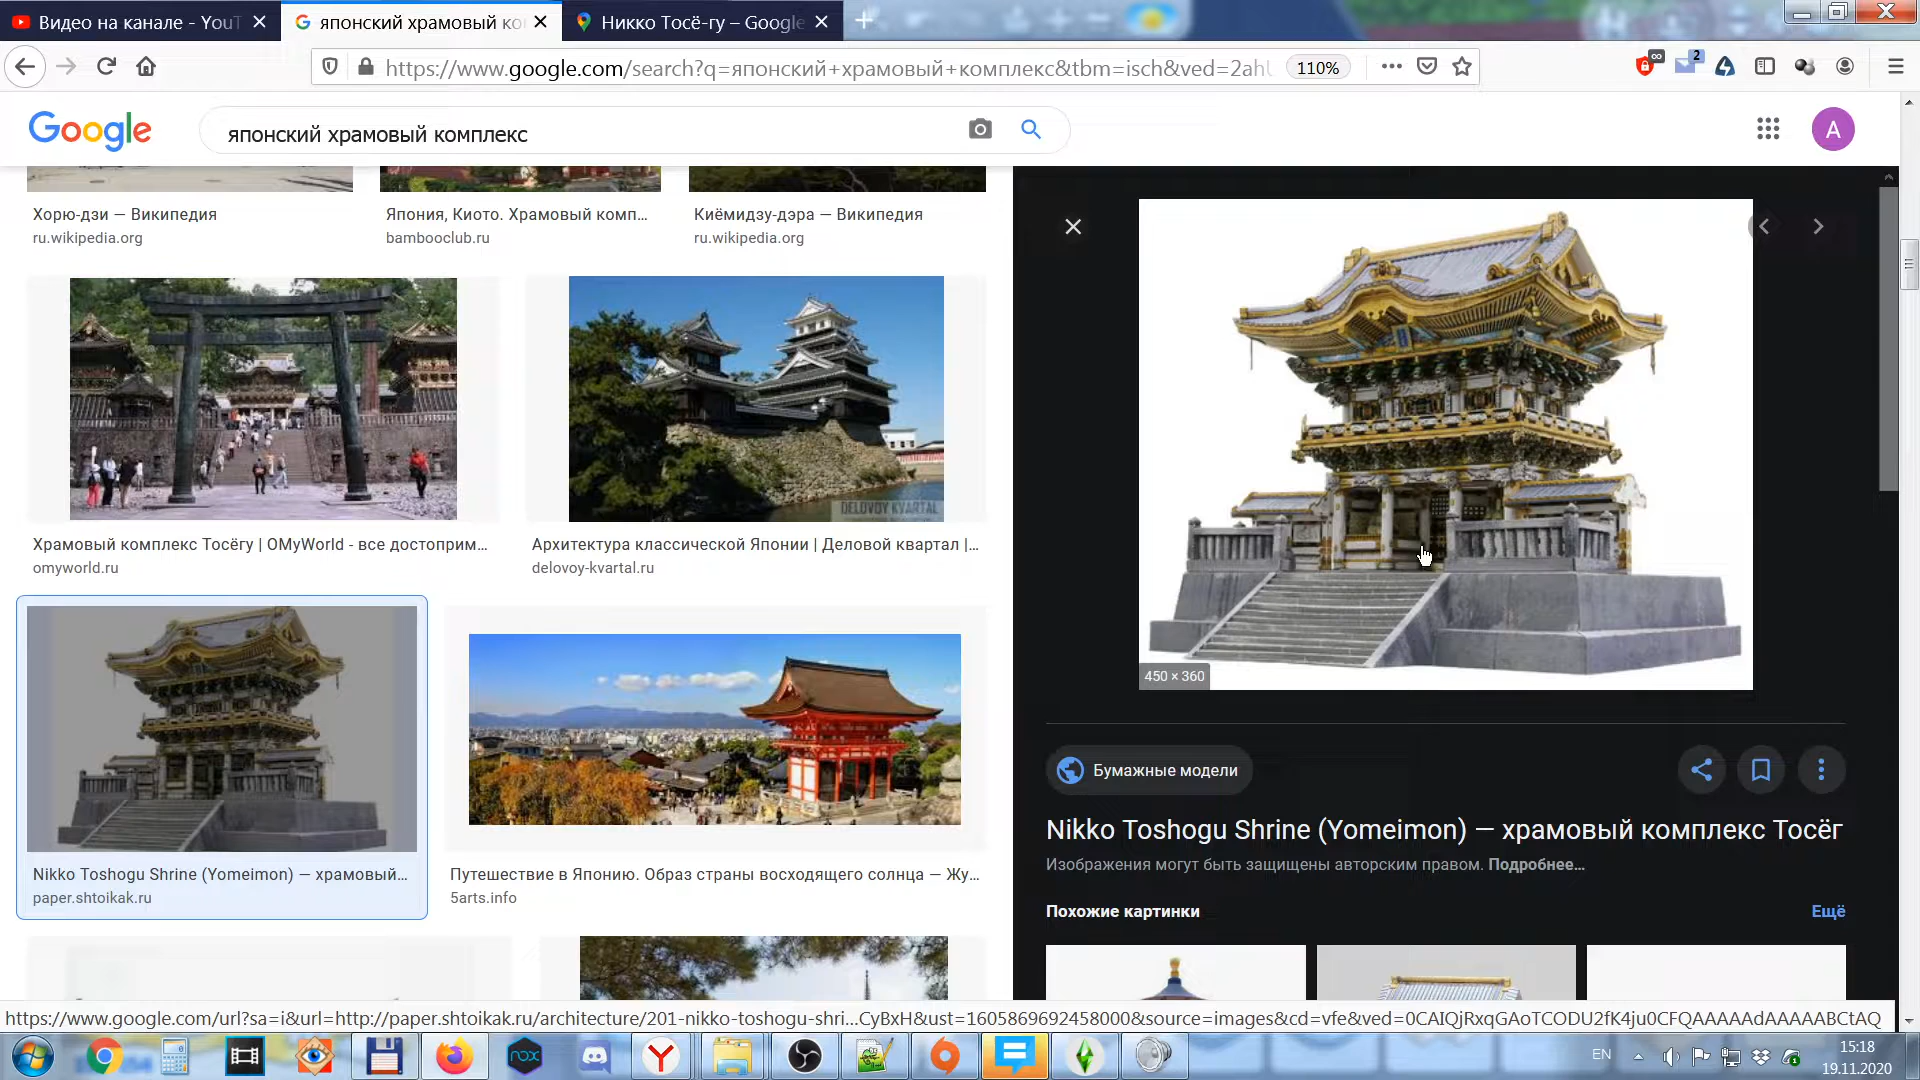 Видео на канале - YouT
японский храмовый ко
Никко Тосё-гу – Google
https://www.google.com/search?q=японский+храмовый+комплекс&tbm=isch&ved=2ahU
110%
2
Google
японский храмовый комплекс
A
Хорю-дзи — Википедия
ru.wikipedia.org
Япония, Киото. Храмовый комп...
bambooclub.ru
Киёмидзу-дэра — Википедия
ru.wikipedia.org
DELOVOY KVARTAL
Храмовый комплекс Тосёгу | OMyWorld - все достоприм...
omyworld.ru
Архитектура классической Японии | Деловой квартал |...
delovoy-kvartal.ru
450 × 360
Бумажные модели
Nikko Toshogu Shrine (Yomeimon) — храмовый комплекс Тосёг
Изображения могут быть защищены авторским правом. Подробнее...
Похожие картинки
Ещё
Nikko Toshogu Shrine (Yomeimon) — храмовый...
paper.shtoikak.ru
Путешествие в Японию. Образ страны восходящего солнца — Жу...
5arts.info
https://www.google.com/url?sa=i&url=http://paper.shtoikak.ru/architecture/201-nikko-toshogu-shri...CyBxH&ust=1605869692458000&source=images&cd=vfe&ved=0CAIQjRxqGAoTCODU2fK4ju0CFQAAAAAdAAAAABCtAQ
nox
EN
15:18
19.11.2020